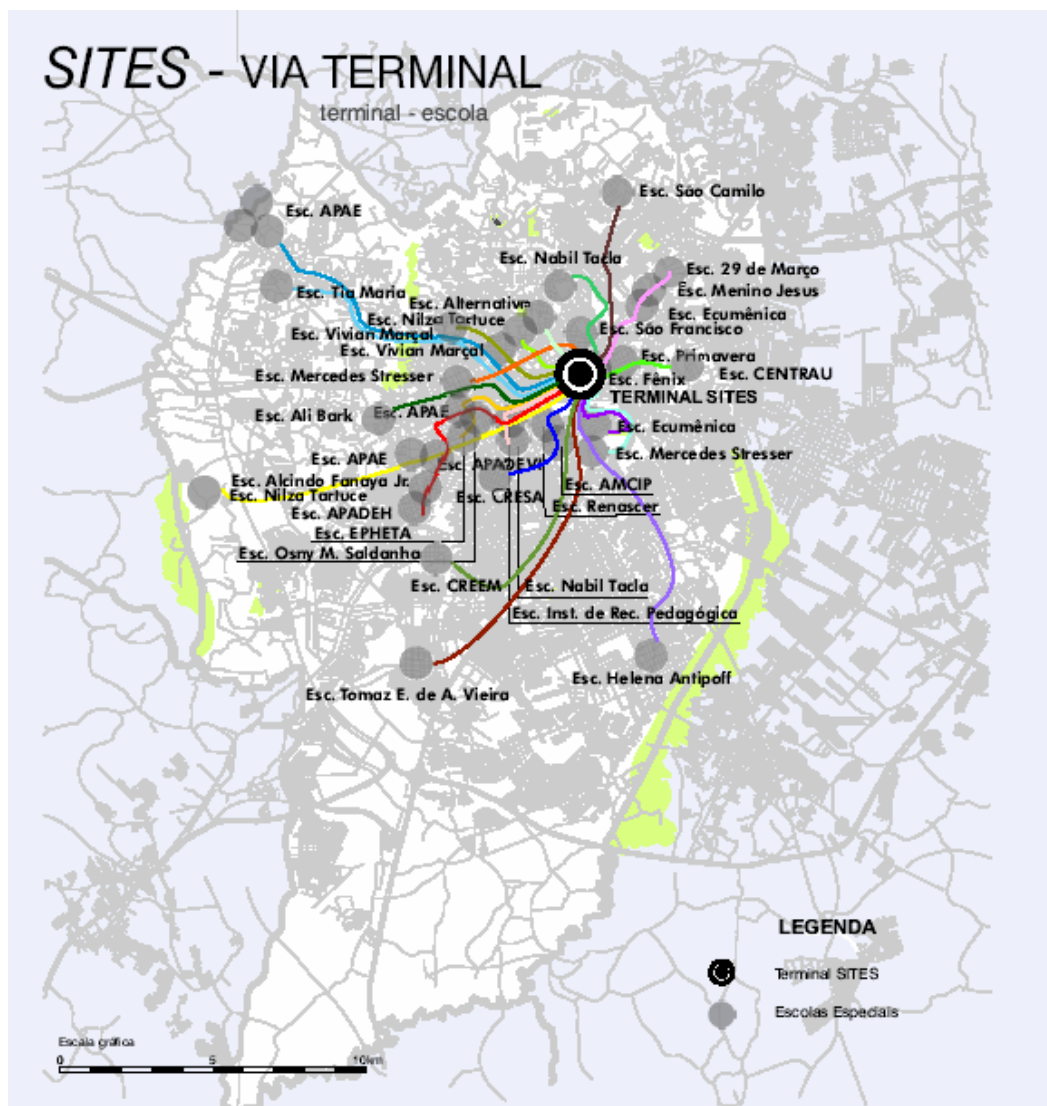 SITES - VIA TERMINAL
terminal - escola
Esc. São Camilo
Esc. APAE
Esc. Nabil Tacla
Esc. 29 de Março
Esc. Menino Jesus
Esc. Tia Maria
Esc. Alternativa
Esc. Ecumênica
Esc. Nilza Tartuce
Esc. São Francisco
Esc. Vivian Marçal
Esc. Vivian Marçal
Esc. Primavera
Esc. CENTRAU
Esc. Mercedes Stresser
Esc. Fênix
TERMINAL SITES
Esc. Ali Bark
Esc. APAE
Esc. Ecumênica
Esc. Mercedes Stresser
Esc. APAE
Esc. APADEVI
Esc. Alcindo Fanaya Jr.
Esc. AMCIP
Esc. Nilza Tartuce
Esc. CRESA
Esc. Renascer
Esc. APADEH
Esc. EPHETA
Esc. Osny M. Saldanha
Esc. CREEM
Esc. Nabil Tacla
Esc. Inst. de Rec. Pedagógica
Esc. Helena Antipoff
Esc. Tomaz E. de A. Vieira
LEGENDA
Terminal SITES
Escolas Especiais
Escala gráfica
0 5 10km